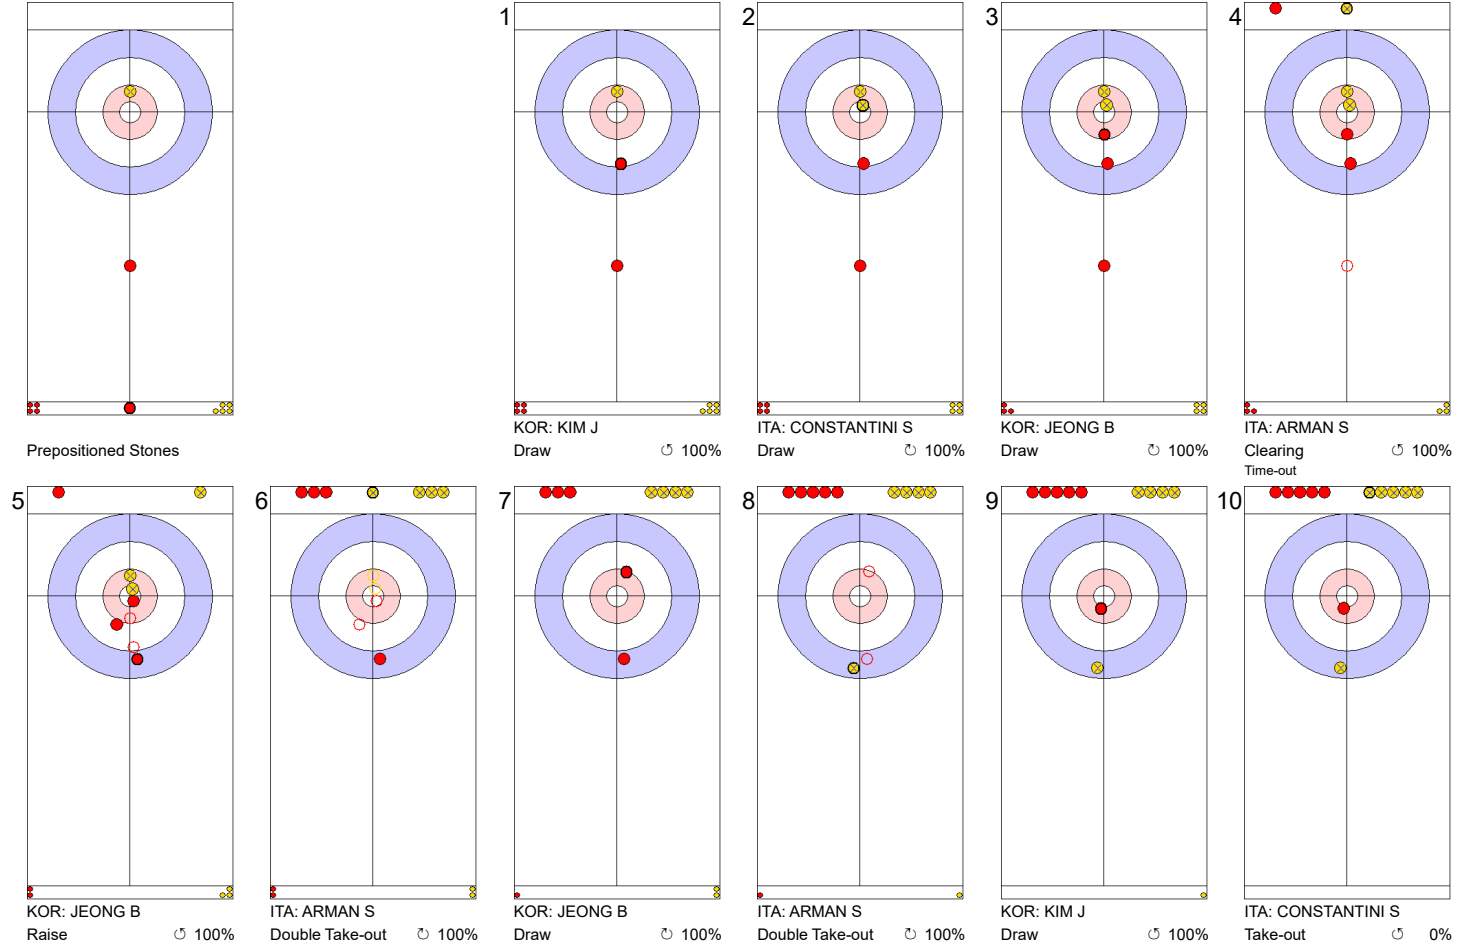 Prepositioned Stones
1
KOR: KIM J
Draw ↺ 100%
2
ITA: CONSTANTINI S
Draw ↻ 100%
3
KOR: JEONG B
Draw ↻ 100%
4
ITA: ARMAN S
Clearing ↺ 100%
Time-out
5
KOR: JEONG B
Raise ↺ 100%
6
ITA: ARMAN S
Double Take-out ↻ 100%
7
KOR: JEONG B
Draw ↻ 100%
8
ITA: ARMAN S
Double Take-out ↻ 100%
9
KOR: KIM J
Draw ↻ 100%
10
ITA: CONSTANTINI S
Take-out ↺ 0%